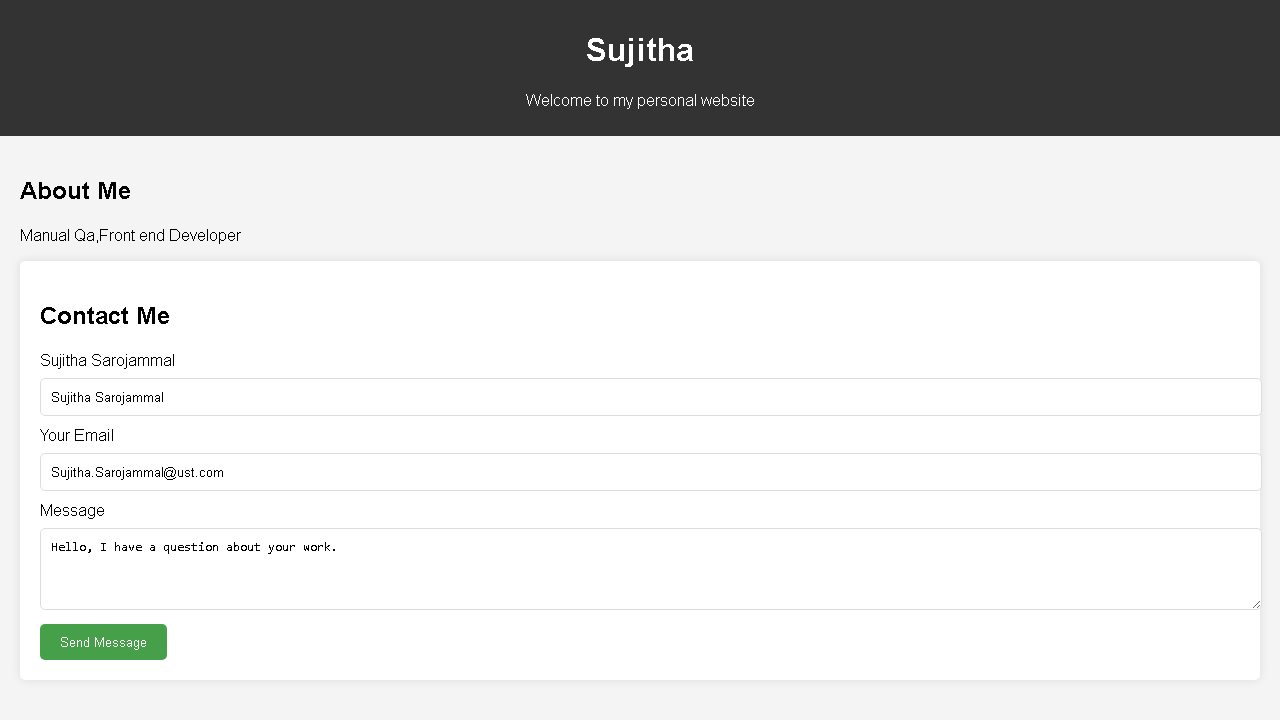 Sujitha
Welcome to my personal website
About Me
Manual Qa,Front end Developer
Contact Me
Sujitha Sarojammal
Sujitha Sarojammal
Your Email
Sujitha.Sarojammal@ust.com
Message
Hello, I have a question about your work.
Send Message